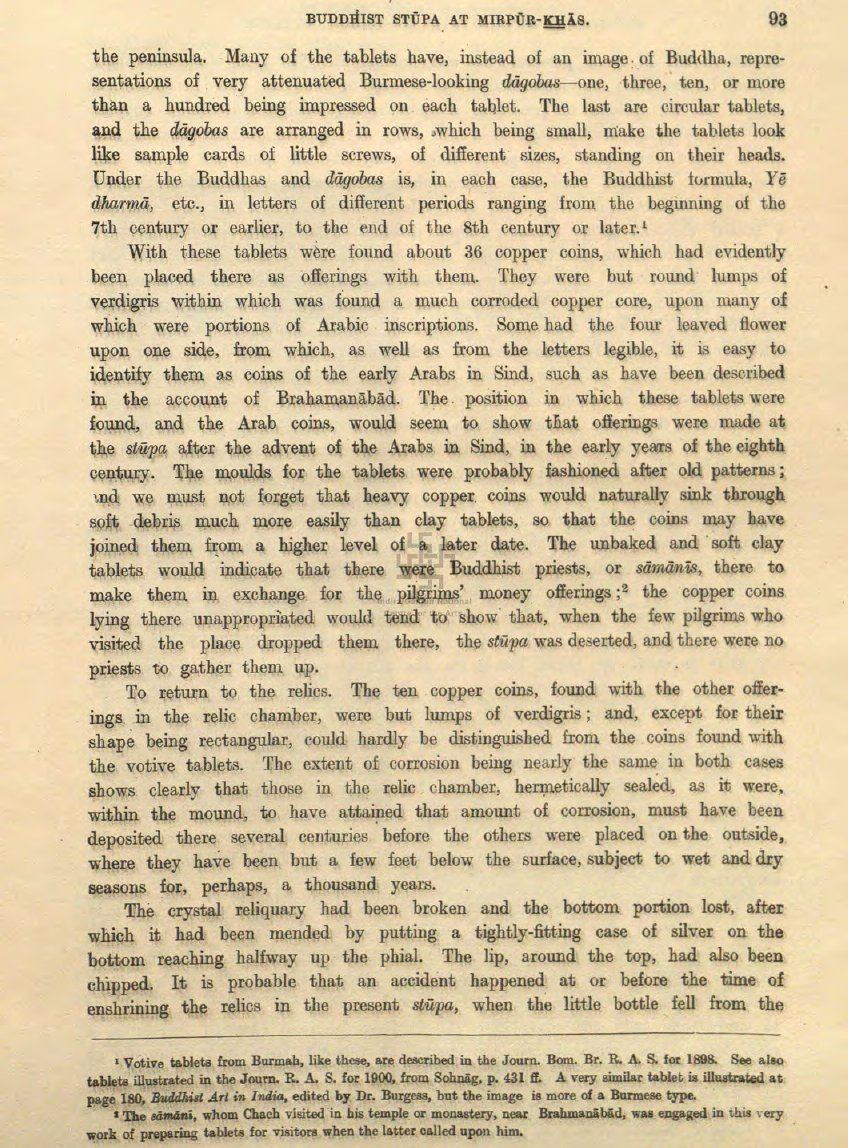 BUDDHIST STŪPA AT MIRPŪR-KHĀS. 93
the peninsula. Many of the tablets have, instead of an image of Buddha, repre-
sentations of very attenuated Burmese-looking dāgobas—one, three, ten, or more
than a hundred being impressed on each tablet. The last are circular tablets,
and the dāgobas are arranged in rows, which being small, make the tablets look
like sample cards of little screws, of different sizes, standing on their heads.
Under the Buddhas and dāgobas is, in each case, the Buddhist formula, Yē
dharmā, etc., in letters of different periods ranging from the beginning of the
7th century or earlier, to the end of the 8th century or later.¹
With these tablets were found about 36 copper coins, which had evidently
been placed there as offerings with them. They were but round lumps of
verdigris within which was found a much corroded copper core, upon many of
which were portions of Arabic inscriptions. Some had the four leaved flower
upon one side, from which, as well as from the letters legible, it is easy to
identify them as coins of the early Arabs in Sind, such as have been described
in the account of Brahamanābād. The position in which these tablets were
found, and the Arab coins, would seem to show that offerings were made at
the stūpa after the advent of the Arabs in Sind, in the early years of the eighth
century. The moulds for the tablets were probably fashioned after old patterns;
and we must not forget that heavy copper coins would naturally sink through
soft debris much more easily than clay tablets, so that the coins may have
joined them from a higher level of a later date. The unbaked and soft clay
tablets would indicate that there were Buddhist priests, or sāmānīs, there to
make them in exchange for the pilgrims' money offerings;² the copper coins
lying there unappropriated would tend to show that, when the few pilgrims who
visited the place dropped them there, the stūpa was deserted, and there were no
priests to gather them up.
To return to the relics. The ten copper coins, found with the other offer-
ings in the relic chamber, were but lumps of verdigris; and, except for their
shape being rectangular, could hardly be distinguished from the coins found with
the votive tablets. The extent of corrosion being nearly the same in both cases
shows clearly that those in the relic chamber, hermetically sealed, as it were,
within the mound, to have attained that amount of corrosion, must have been
deposited there several centuries before the others were placed on the outside,
where they have been but a few feet below the surface, subject to wet and dry
seasons for, perhaps, a thousand years.
The crystal reliquary had been broken and the bottom portion lost, after
which it had been mended by putting a tightly-fitting case of silver on the
bottom reaching halfway up the phial. The lip, around the top, had also been
chipped. It is probable that an accident happened at or before the time of
enshrining the relics in the present stūpa, when the little bottle fell from the
¹ Votive tablets from Burmah, like these, are described in the Journ. Bom. Br. R. A. S. for 1898. See also
tablets illustrated in the Journ. R. A. S. for 1900, from Sohnāg, p. 431 ff. A very similar tablet is illustrated at
page 180, Buddhist Art in India, edited by Dr. Burgess, but the image is more of a Burmese type.
² The sāmāni, whom Chach visited in his temple or monastery, near Brahmanābād, was engaged in this very
work of preparing tablets for visitors when the latter called upon him.